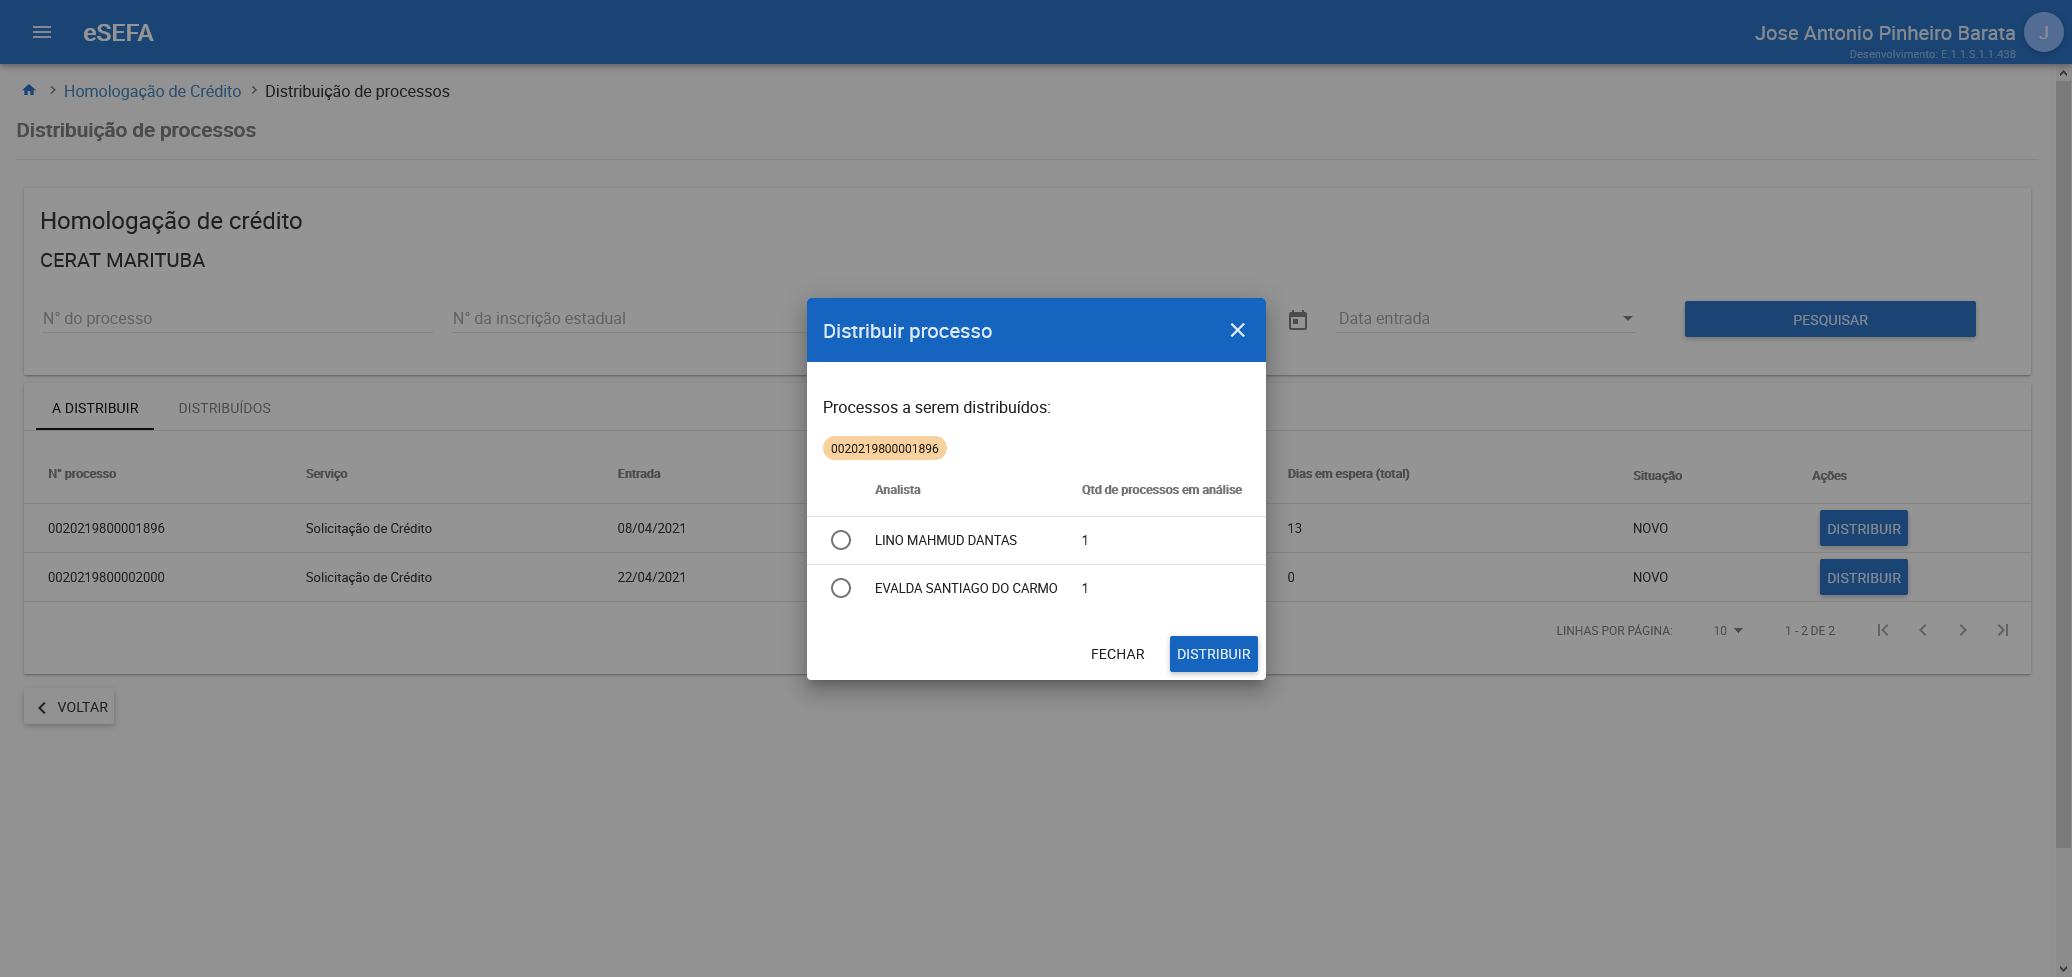 eSEFA
Jose Antonio Pinheiro Barata
J
Desenvolvimento: E.1.1.S.1.1.438
Homologação de Crédito
Distribuição de processos
Distribuição de processos
Homologação de crédito
CERAT MARITUBA
N° do processo
N° da inscrição estadual
Data entrada
PESQUISAR
A DISTRIBUIR
DISTRIBUÍDOS
N° processo
Serviço
Entrada
Dias em espera (total)
Situação
Ações
0020219800001896
Solicitação de Crédito
08/04/2021
13
NOVO
DISTRIBUIR
0020219800002000
Solicitação de Crédito
22/04/2021
0
NOVO
DISTRIBUIR
LINHAS POR PÁGINA:
10
1 - 2 DE 2
VOLTAR
Distribuir processo
Processos a serem distribuídos:
0020219800001896
Analista
Qtd de processos em análise
LINO MAHMUD DANTAS
1
EVALDA SANTIAGO DO CARMO
1
FECHAR
DISTRIBUIR